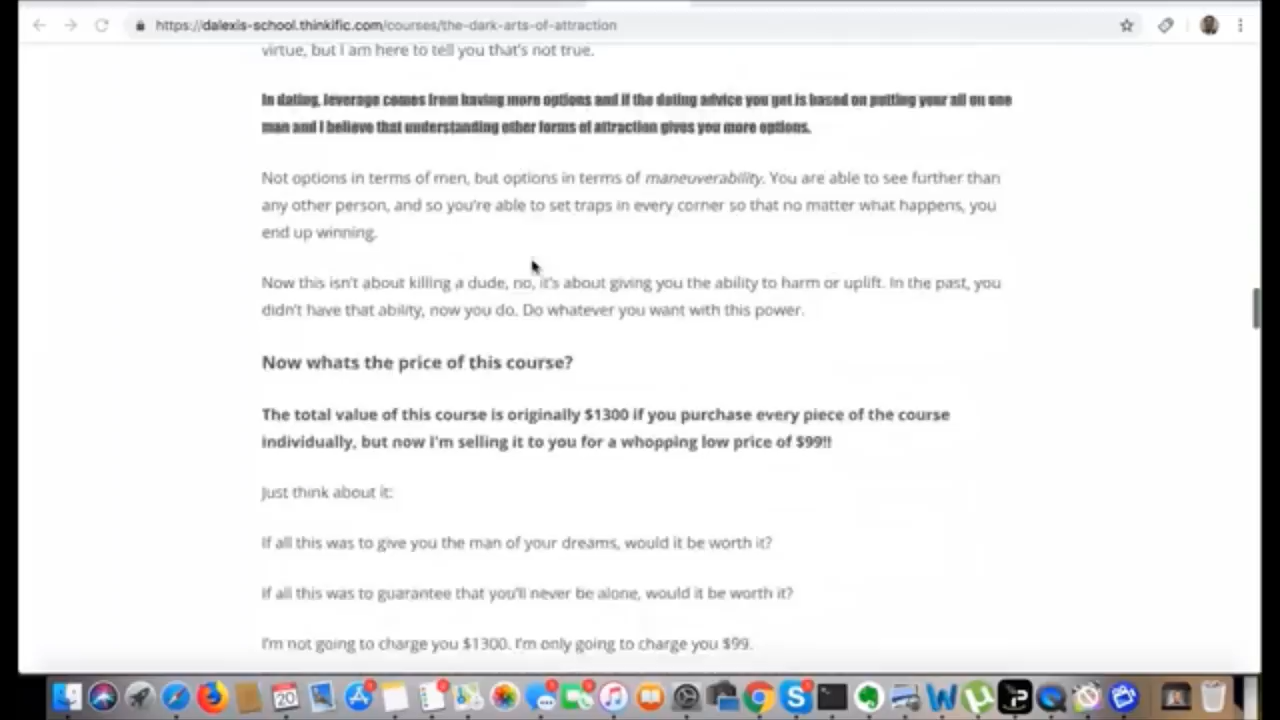 https://dalexis-school.thinkific.com/courses/the-dark-arts-of-attraction
virtue, but I am here to tell you that's not true.
In dating, leverage comes from having more options and if the dating advice you get is based on putting your all on one
man and I believe that understanding other forms of attraction gives you more options.
Not options in terms of men, but options in terms of maneuverability. You are able to see further than
any other person, and so you're able to set traps in every corner so that no matter what happens, you
end up winning.
Now this isn't about killing a dude, no, it's about giving you the ability to harm or uplift. In the past, you
didn't have that ability, now you do. Do whatever you want with this power.
Now whats the price of this course?
The total value of this course is originally $1300 if you purchase every piece of the course
individually, but now i'm selling it to you for a whopping low price of $99!!
Just think about it:
If all this was to give you the man of your dreams, would it be worth it?
If all this was to guarantee that you'll never be alone, would it be worth it?
I'm not going to charge you $1300. I'm only going to charge you $99.
20